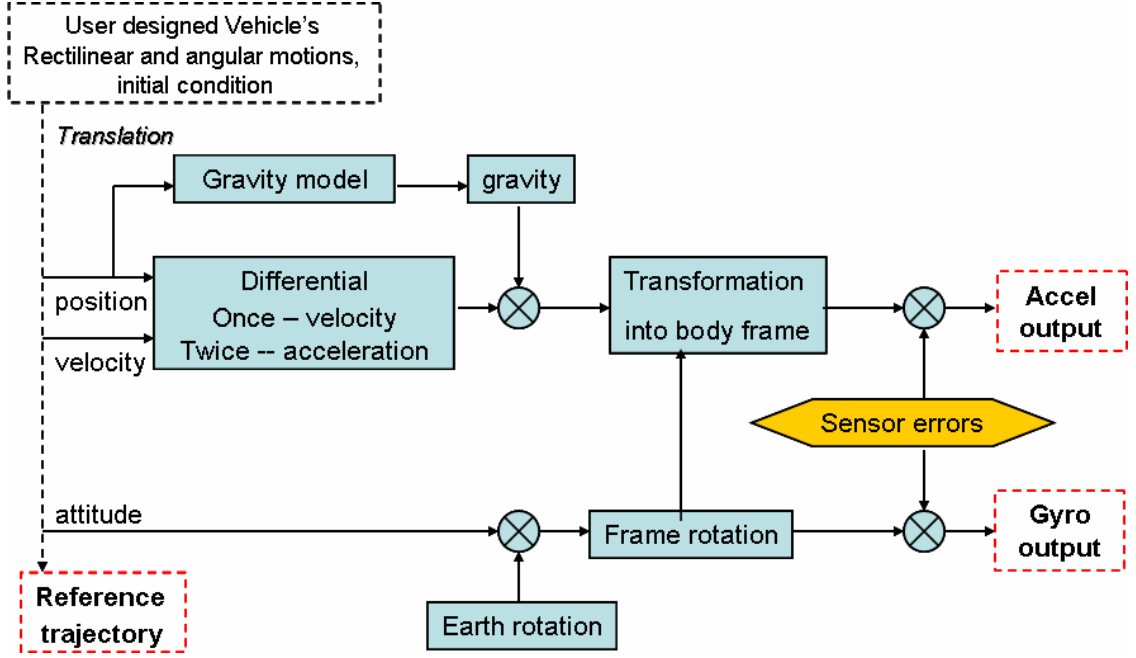 User designed Vehicle's
Rectilinear and angular motions,
initial condition
Translation
Gravity model
gravity
position
velocity
Differential
Once – velocity
Twice -- acceleration
Transformation
into body frame
Accel
output
Sensor errors
attitude
Frame rotation
Gyro
output
Earth rotation
Reference
trajectory